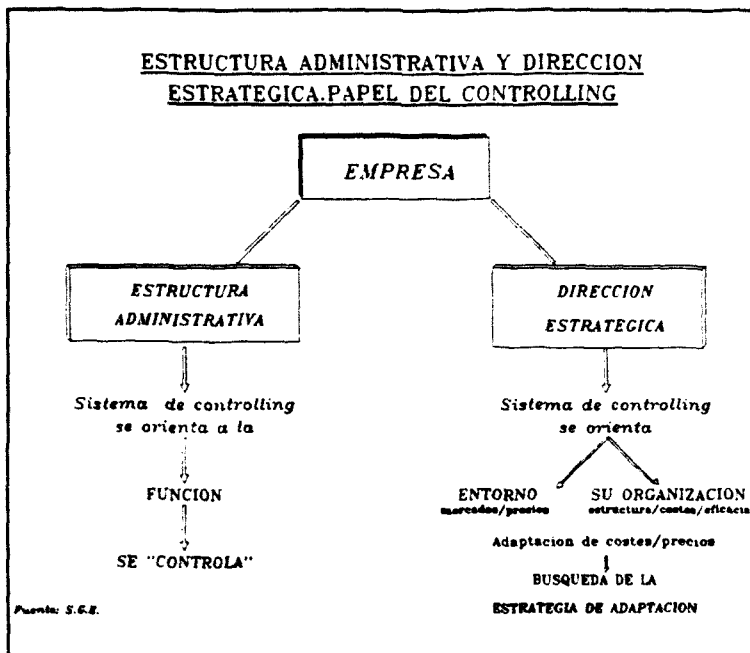 ESTRUCTURA ADMINISTRATIVA Y DIRECCION
ESTRATEGICA.PAPEL DEL CONTROLLING
EMPRESA
ESTRUCTURA
ADMINISTRATIVA
DIRECCION
ESTRATEGICA
Sistema de controlling
se orienta a la
Sistema de controlling
se orienta
FUNCION
ENTORNO
mercados/precios
SU ORGANIZACION
estructura/costes/eficacia
SE "CONTROLA"
Adaptacion de costes/precios
BUSQUEDA DE LA
ESTRATEGIA DE ADAPTACION
Fuente: S.G.E.